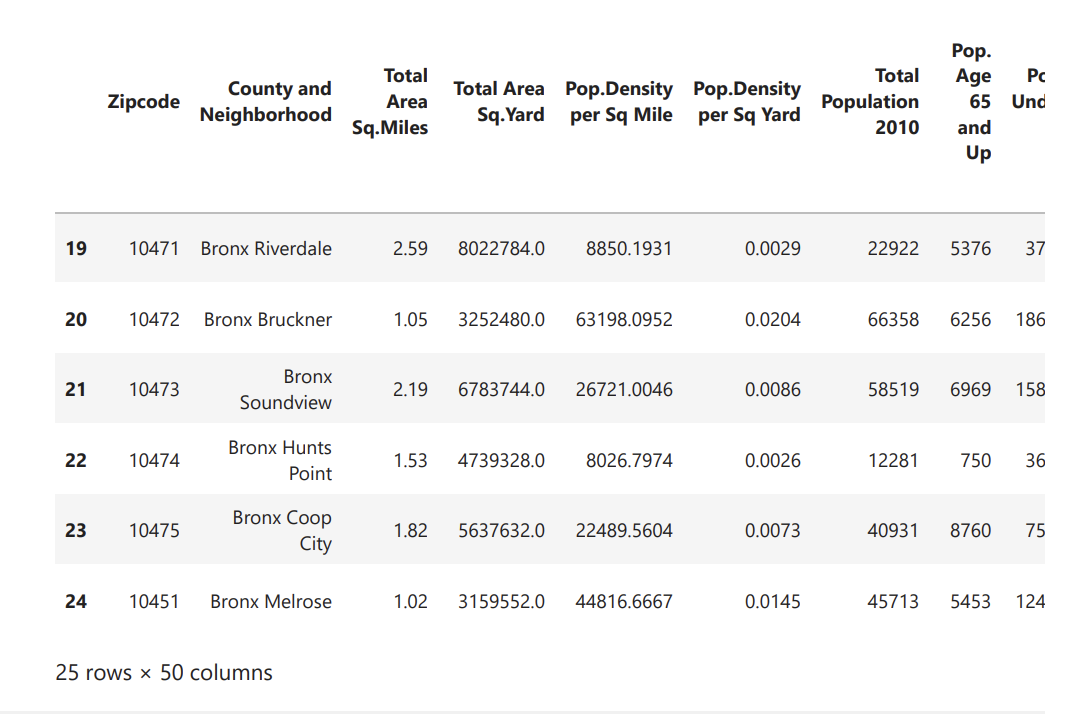 Zipcode County and Neighborhood Total Area Sq.Miles Total Area Sq.Yard Pop.Density per Sq Mile Pop.Density per Sq Yard Total Population 2010 Pop. Age 65 and Up
19 10471 Bronx Riverdale 2.59 8022784.0 8850.1931 0.0029 22922 5376 37
20 10472 Bronx Bruckner 1.05 3252480.0 63198.0952 0.0204 66358 6256 186
21 10473 Bronx Soundview 2.19 6783744.0 26721.0046 0.0086 58519 6969 158
22 10474 Bronx Hunts Point 1.53 4739328.0 8026.7974 0.0026 12281 750 36
23 10475 Bronx Coop City 1.82 5637632.0 22489.5604 0.0073 40931 8760 75
24 10451 Bronx Melrose 1.02 3159552.0 44816.6667 0.0145 45713 5453 124
25 rows × 50 columns